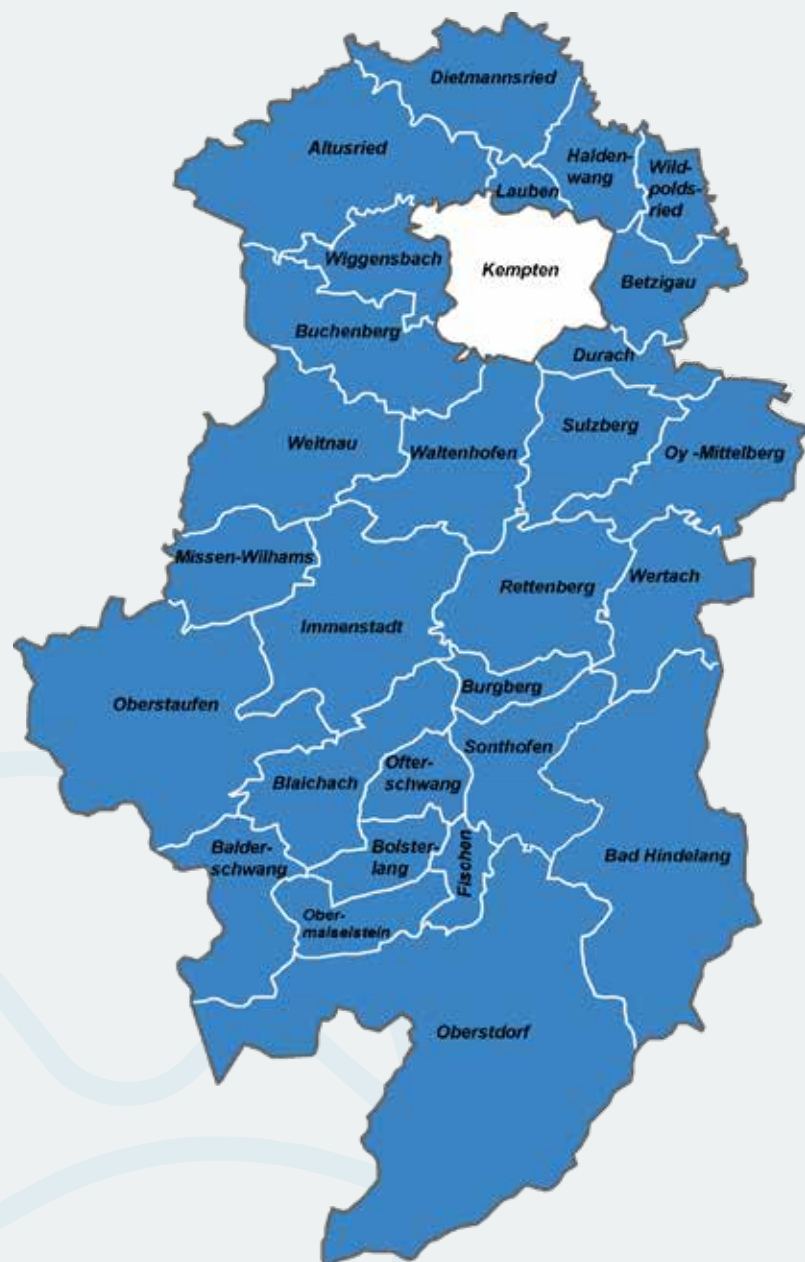 Dietmannsried
Altusried
Halden-
wang
Wild-
polds-
ried
Lauben
Wiggensbach
Kempten
Betzigau
Buchenberg
Durach
Weitnau
Waltenhofen
Sulzberg
Oy -Mittelberg
Missen-Wilhams
Immenstadt
Rettenberg
Wertach
Oberstaufen
Burgberg
Sonthofen
Blaichach
Ofter-
schwang
Balder-
schwang
Bolster-
lang
Fischen
Bad Hindelang
Ober-
maiselstein
Oberstdorf